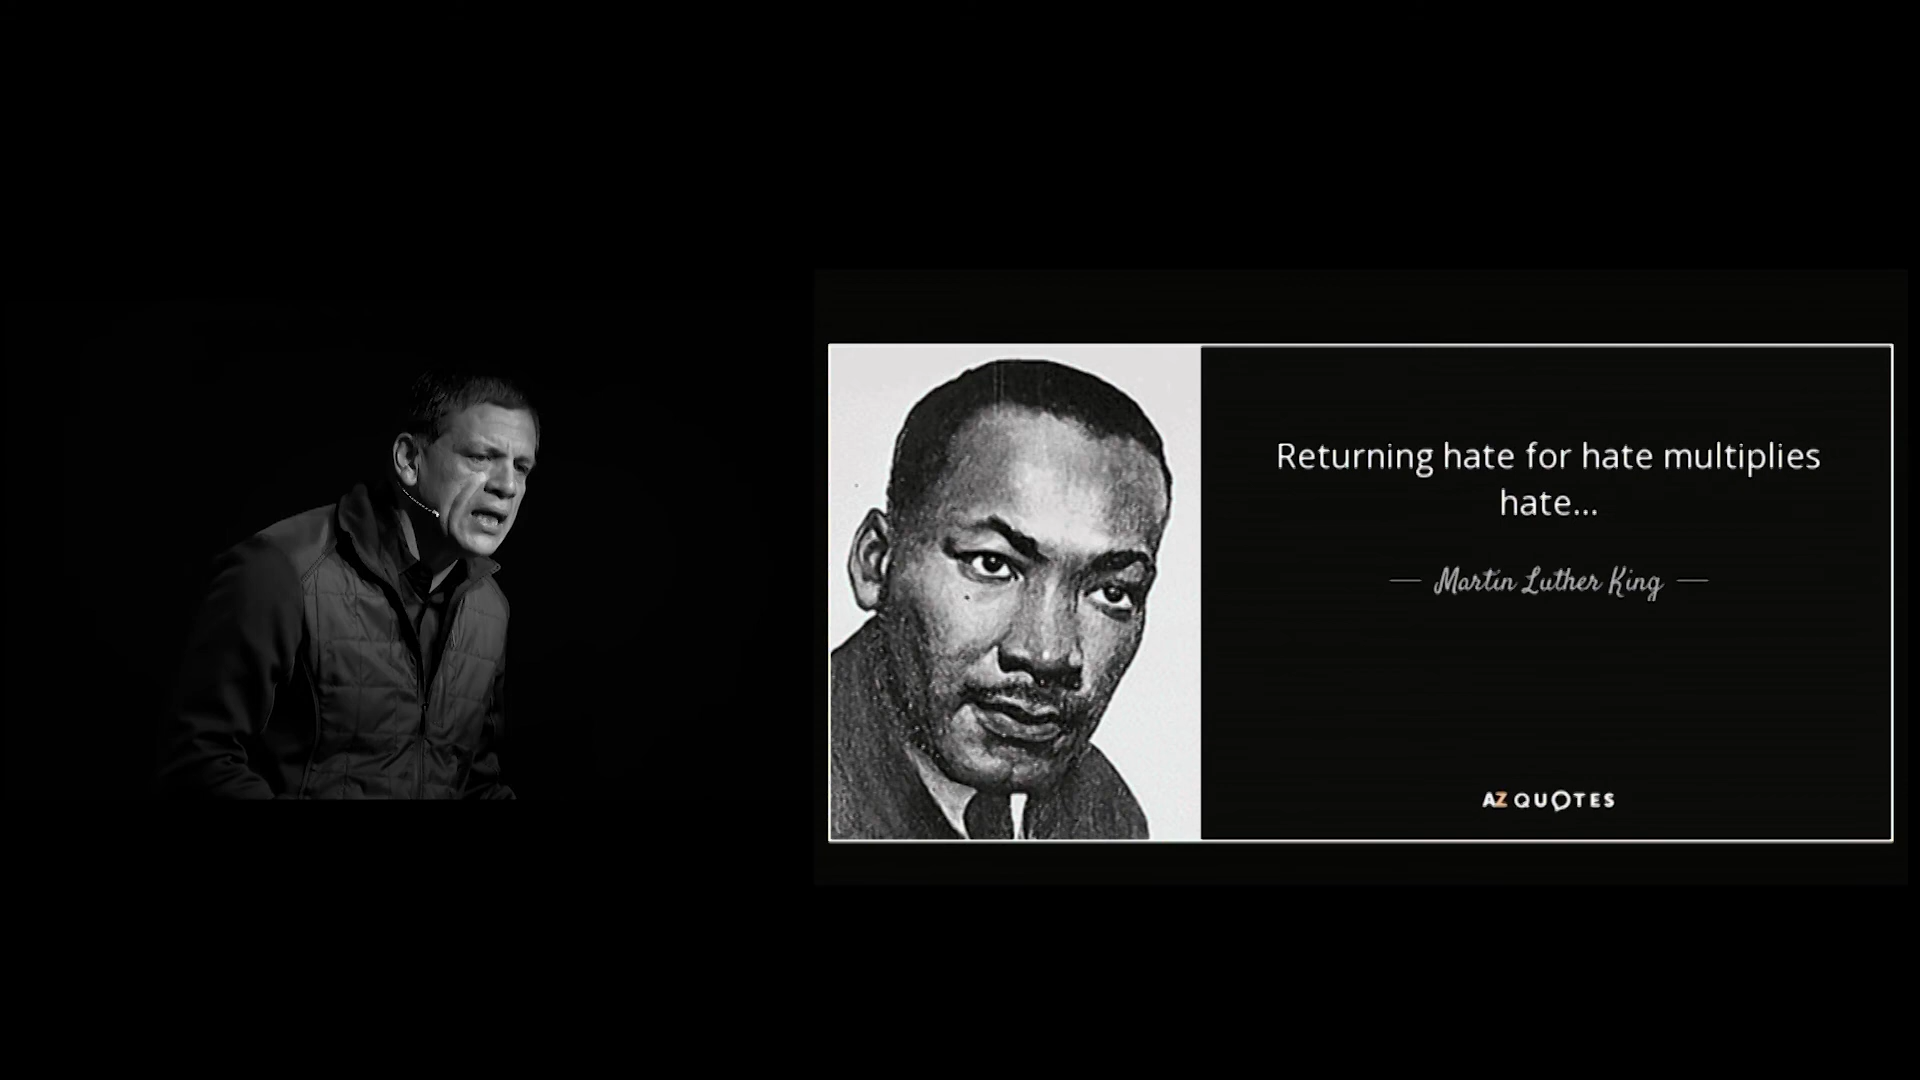 Returning hate for hate multiplies
hate...
— Martin Luther King —
AZ QUOTES